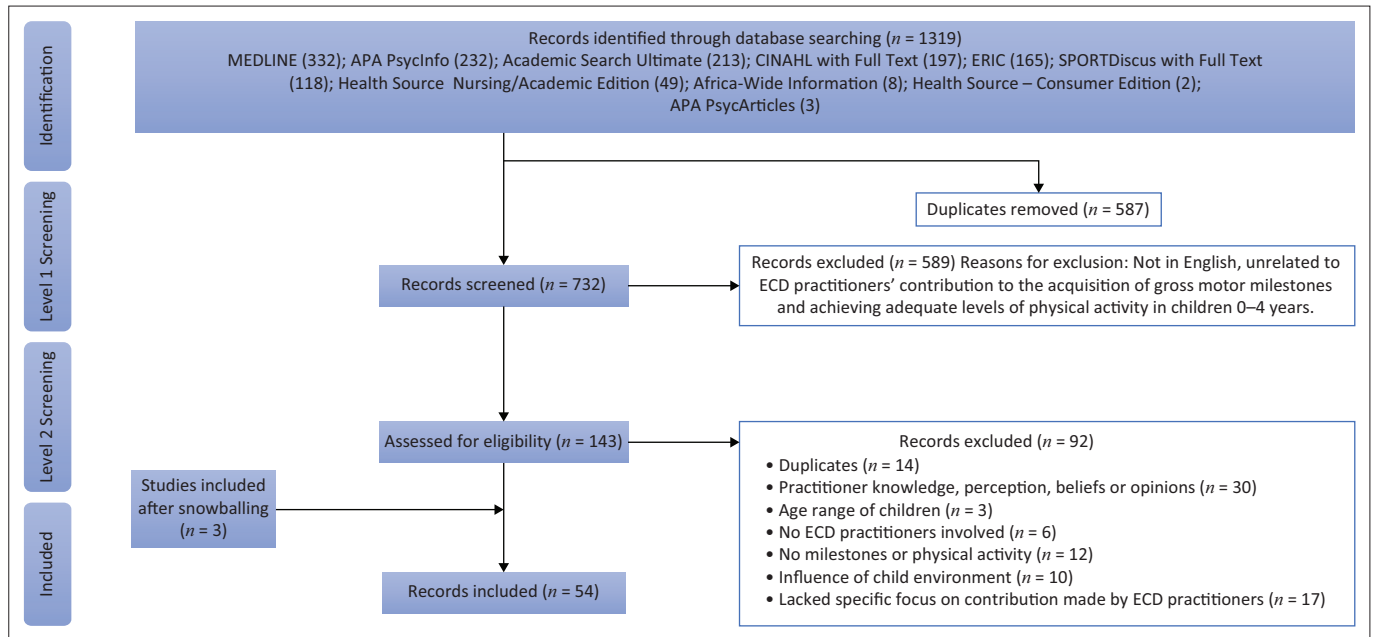 Identification
Records identified through database searching (n = 1319)
MEDLINE (332); APA PsycInfo (232); Academic Search Ultimate (213); CINAHL with Full Text (197); ERIC (165); SPORTDiscus with Full Text
(118); Health Source Nursing/Academic Edition (49); Africa-Wide Information (8); Health Source – Consumer Edition (2);
APA PsycArticles (3)
Duplicates removed (n = 587)
Level 1 Screening
Records screened (n = 732)
Records excluded (n = 589) Reasons for exclusion: Not in English, unrelated to
ECD practitioners’ contribution to the acquisition of gross motor milestones
and achieving adequate levels of physical activity in children 0–4 years.
Level 2 Screening
Assessed for eligibility (n = 143)
Records excluded (n = 92)
• Duplicates (n = 14)
• Practitioner knowledge, perception, beliefs or opinions (n = 30)
• Age range of children (n = 3)
• No ECD practitioners involved (n = 6)
• No milestones or physical activity (n = 12)
• Influence of child environment (n = 10)
• Lacked specific focus on contribution made by ECD practitioners (n = 17)
Studies included
after snowballing
(n = 3)
Included
Records included (n = 54)